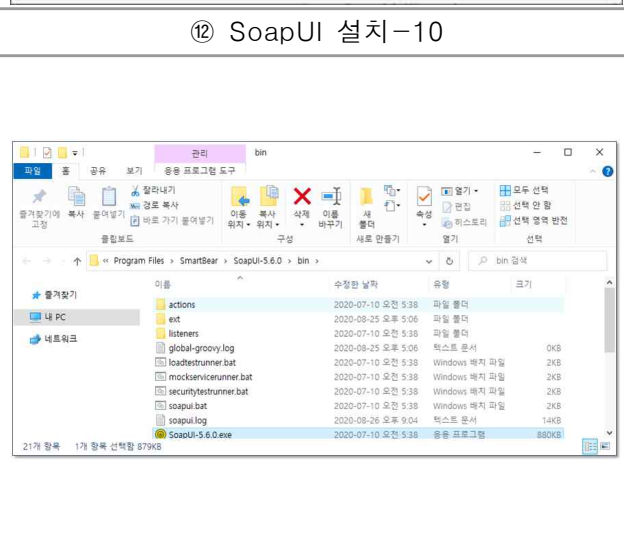 ⑫ SoapUI 설치-10
관리 bin
파일 홈 공유 보기 응용 프로그램 도구
즐겨찾기에 고정 복사 붙여넣기 잘라내기 경로 복사 바로 가기 붙여넣기 이동 위치 복사 위치 삭제 이름 바꾸기 새 폴더 속성 열기 편집 히스토리 모두 선택 선택 안 함 선택 영역 반전
클립보드 구성 새로 만들기 열기 선택
« Program Files › SmartBear › SoapUI-5.6.0 › bin › bin 검색
이름 수정한 날짜 유형 크기
즐겨찾기
내 PC
네트워크
actions 2020-07-10 오전 5:38 파일 폴더
ext 2020-08-25 오후 5:06 파일 폴더
listeners 2020-07-10 오전 5:38 파일 폴더
global-groovy.log 2020-08-25 오후 5:06 텍스트 문서 0KB
loadtestrunner.bat 2020-07-10 오전 5:38 Windows 배치 파일 2KB
mockservicerunner.bat 2020-07-10 오전 5:38 Windows 배치 파일 2KB
securitytestrunner.bat 2020-07-10 오전 5:38 Windows 배치 파일 2KB
soapui.bat 2020-07-10 오전 5:38 Windows 배치 파일 2KB
soapui.log 2020-08-26 오후 9:04 텍스트 문서 14KB
SoapUI-5.6.0.exe 2020-07-10 오전 5:38 응용 프로그램 880KB
21개 항목 1개 항목 선택함 879KB